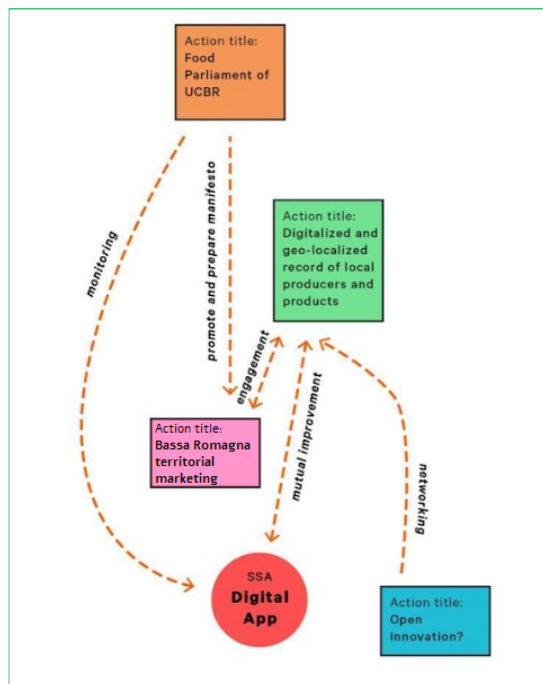 Action title:
Food
Parliament of
UCBR
monitoring
promote and prepare manifesto
Action title:
Digitalized and
geo-localized
record of local
producers and
products
engagement
mutual improvement
networking
Action title:
Bassa Romagna
territorial
marketing
SSA
Digital
App
Action title:
Open
Innovation?